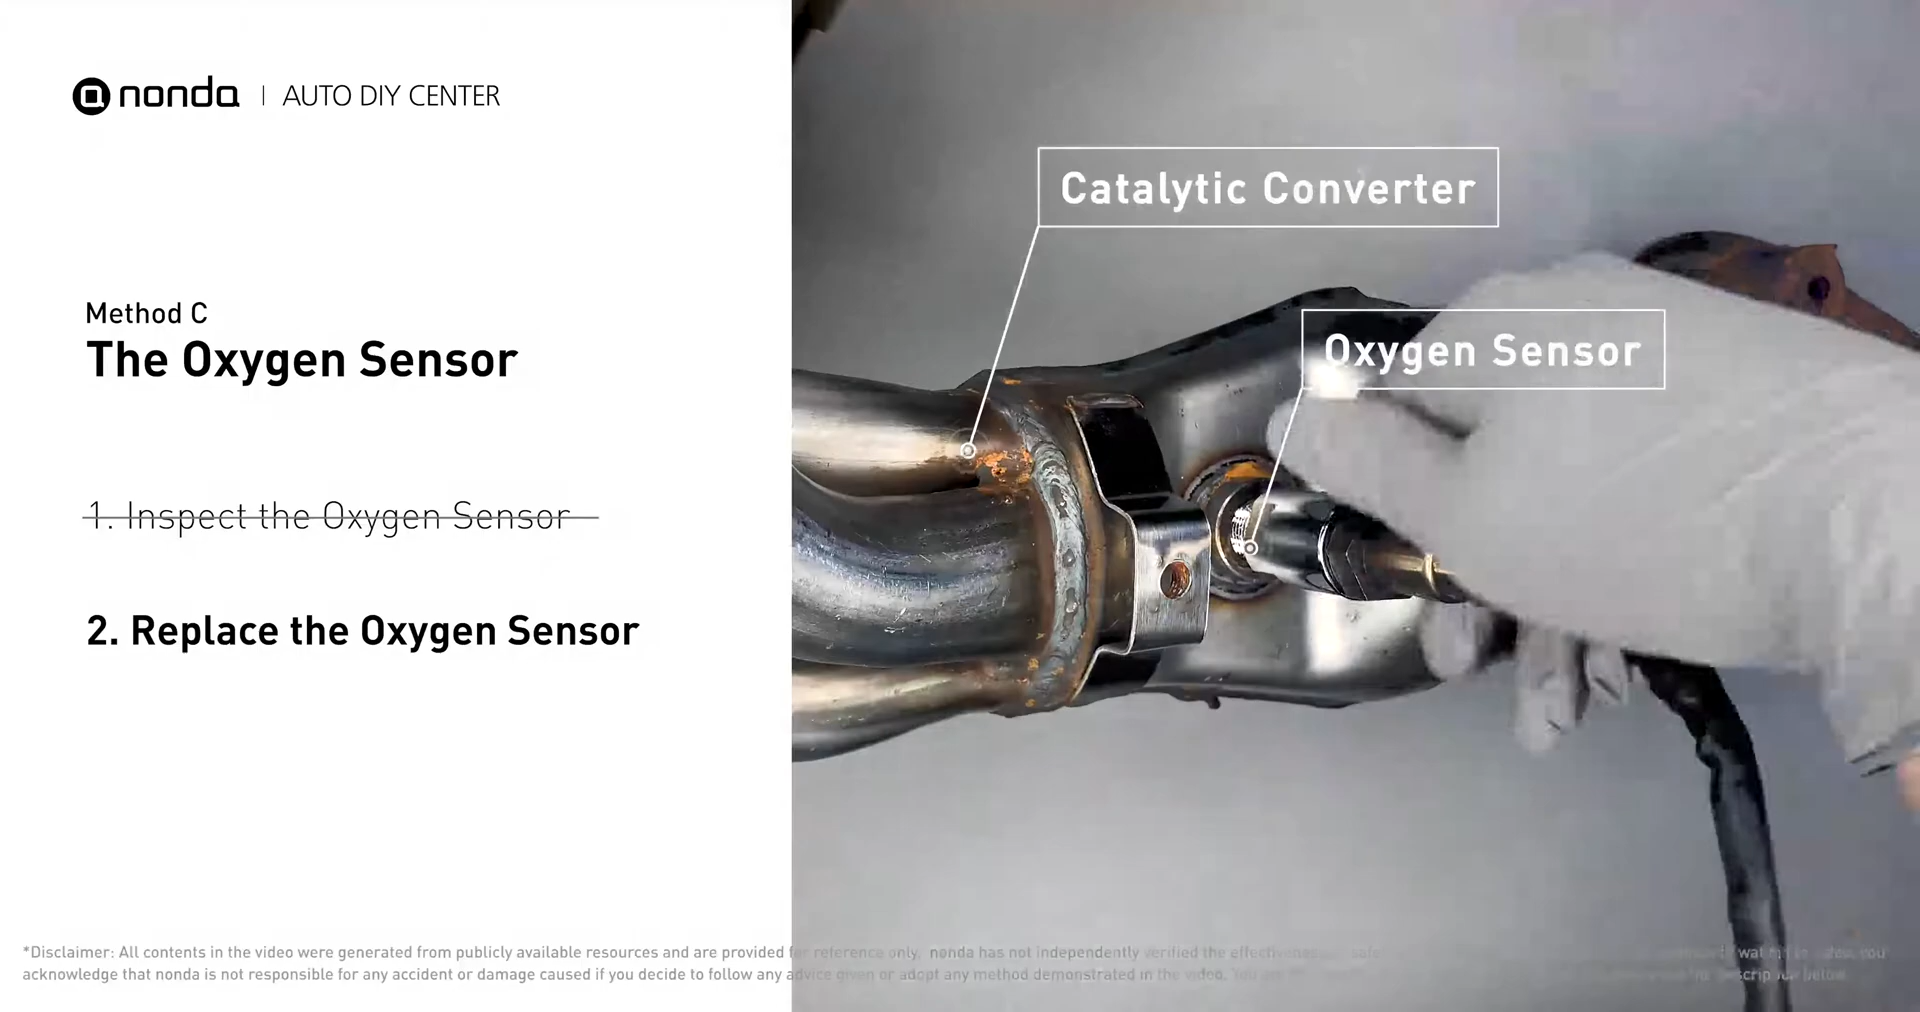 nonda | AUTO DIY CENTER
Catalytic Converter
Method C
The Oxygen Sensor
Oxygen Sensor
1. Inspect the Oxygen Sensor
2. Replace the Oxygen Sensor
*Disclaimer: All contents in the video were generated from publicly available resources and are provided for reference only, nonda has not independently verified the
acknowledge that nonda is not responsible for any accident or damage caused if you decide to follow any advice given or adopt any method demonstrated in the video.